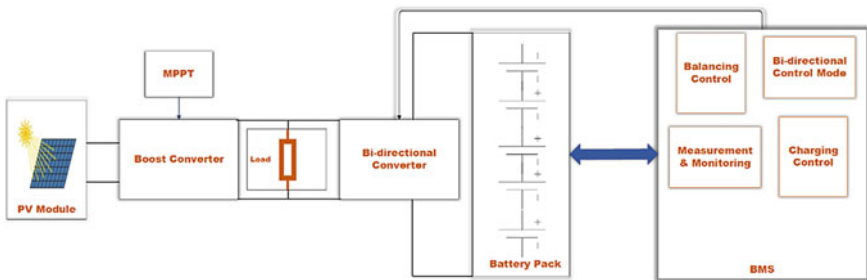 MPPT
PV Module
Boost Converter
Load
Bi-directional
Converter
Battery Pack
Balancing
Control
Bi-directional
Control Mode
Measurement
& Monitoring
Charging
Control
BMS